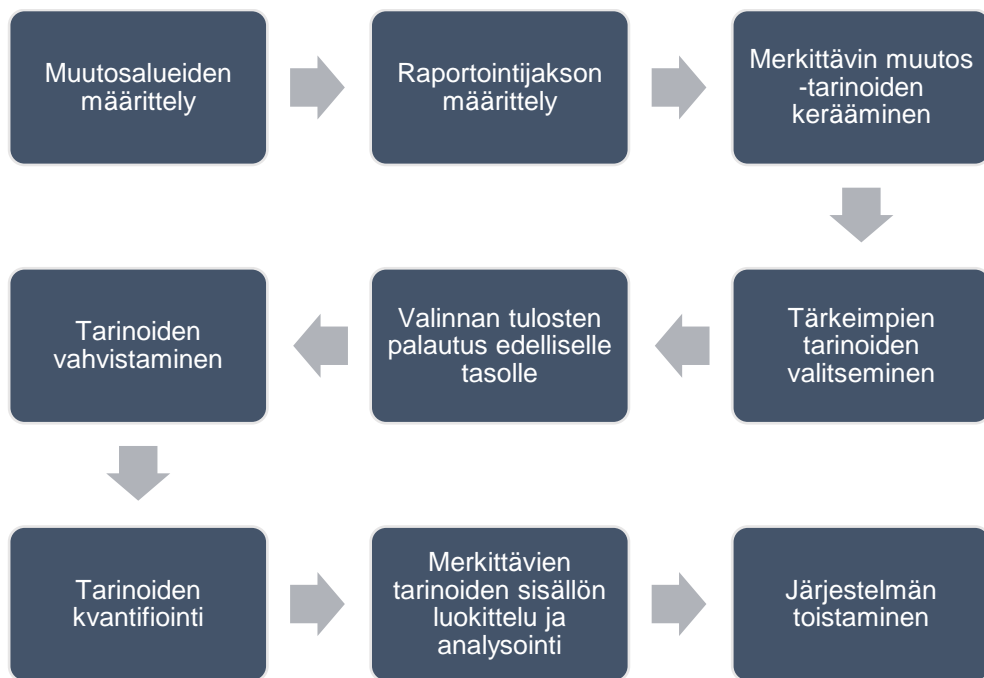 Muutosalueiden
määrittely
Raportointijakson
määrittely
Merkittävin muutos
-tarinoiden
kerääminen
Tärkeimpien
tarinoiden
valitseminen
Valinnan tulosten
palautus edelliselle
tasolle
Tarinoiden
vahvistaminen
Tarinoiden
kvantifiointi
Merkittävien
tarinoiden sisällön
luokittelu ja
analysointi
Järjestelmän
toistaminen